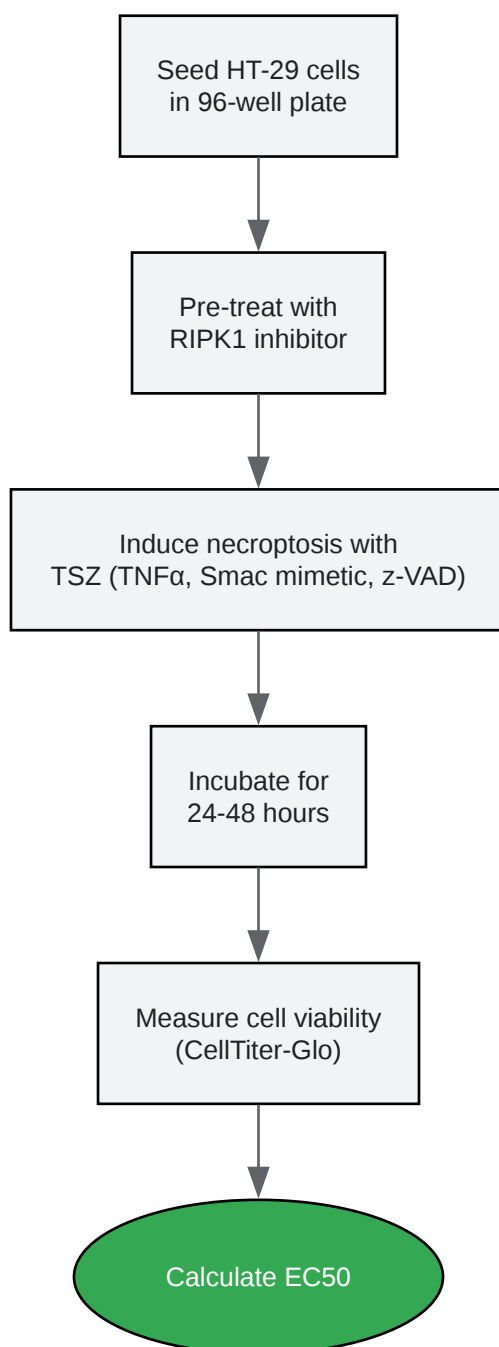 Seed HT-29 cells
in 96-well plate
Pre-treat with
RIPK1 inhibitor
Induce necroptosis with
TSZ (TNFα, Smac mimetic, z-VAD)
Incubate for
24-48 hours
Measure cell viability
(CellTiter-Glo)
Calculate EC50